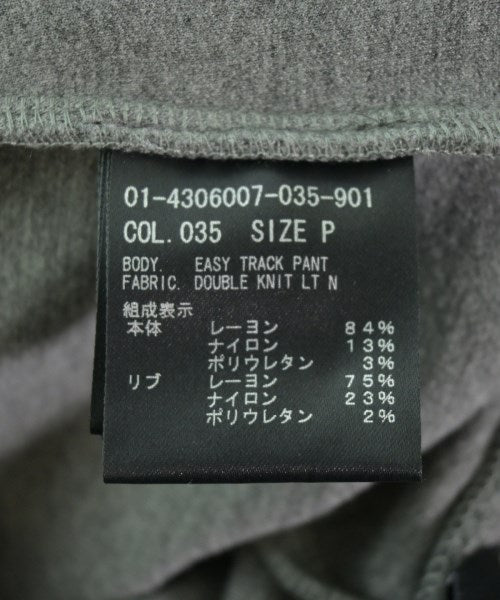 01-4306007-035-901
COL.035 SIZE P
BODY. EASY TRACK PANT
FABRIC. DOUBLE KNIT LT N
組成表示
本体 レーヨン 84%
ナイロン 13%
ポリウレタン 3%
リブ レーヨン 75%
ナイロン 23%
ポリウレタン 2%